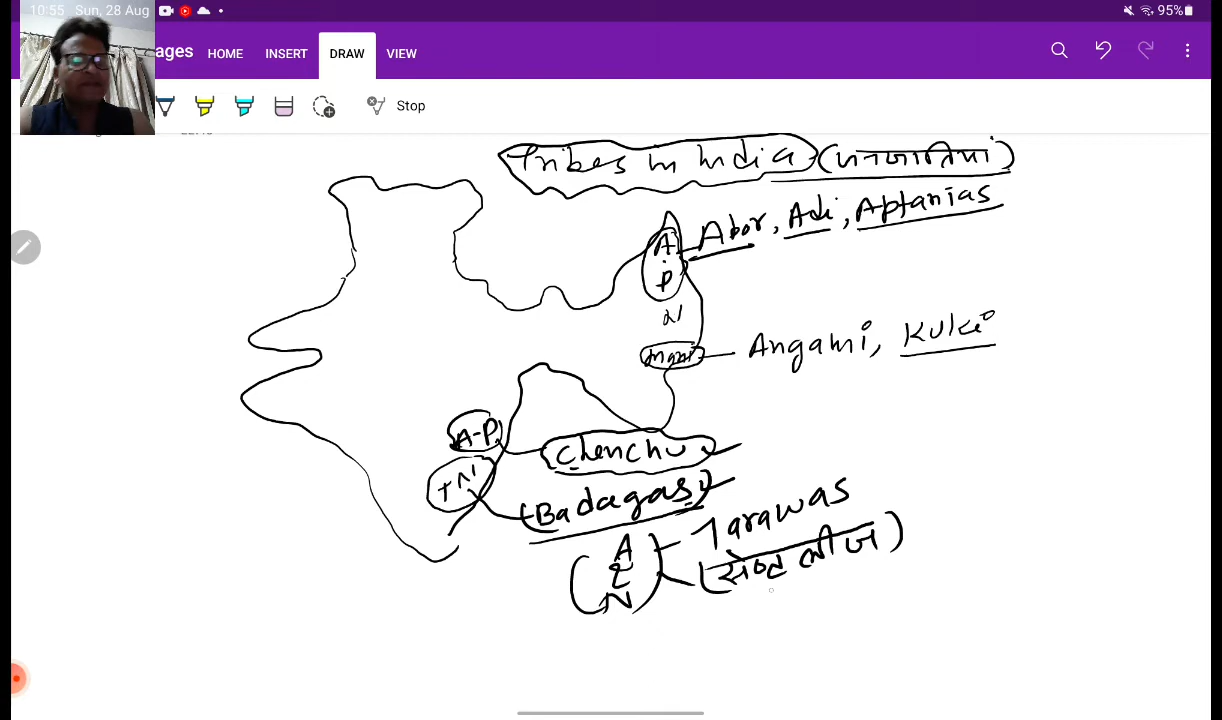 10:55 Sun, 28 Aug
95%
ages HOME INSERT DRAW VIEW
Stop
Tribes in India (जनजातियां)
A P - Abor, Adi, Aptanias
Angami, Kuki
A-P Chenchu
TN Badagas
A & N - Jarawas